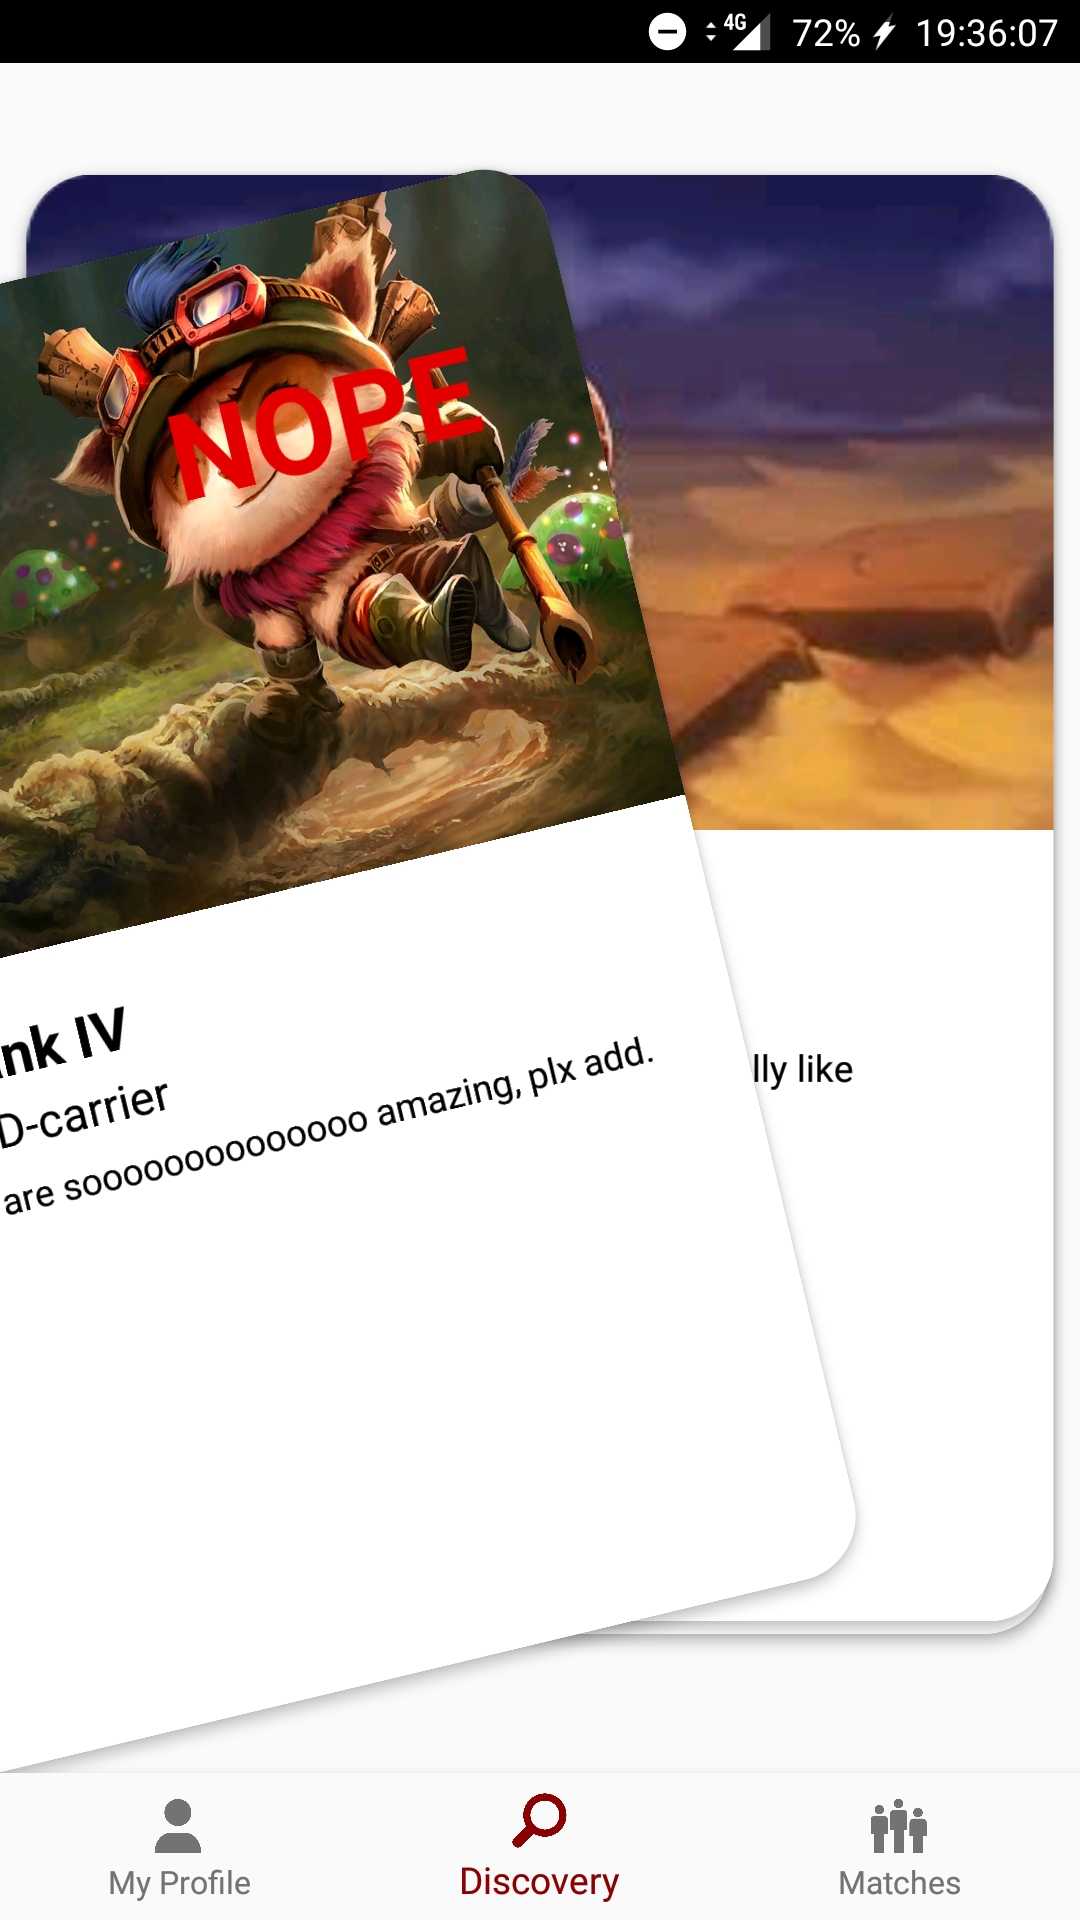 4G 72% 19:36:07
NOPE
nk IV
D-carrier
are soooooooooooooo amazing, plx add.
lly like
My Profile
Discovery
Matches